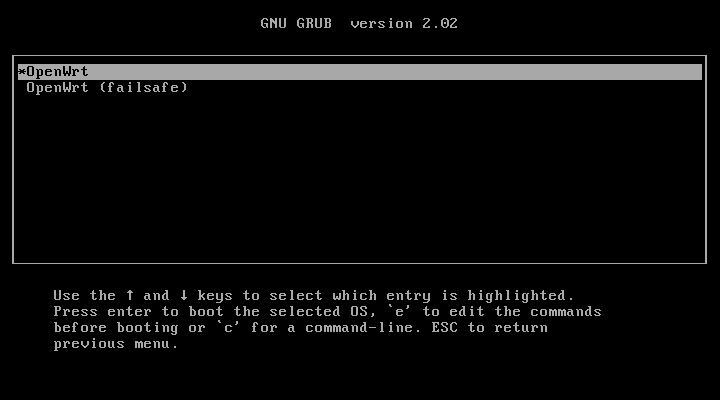 GNU GRUB  version 2.02
*OpenWrt
OpenWrt (failsafe)
Use the ↑ and ↓ keys to select which entry is highlighted.
Press enter to boot the selected OS, `e' to edit the commands
before booting or `c' for a command-line. ESC to return
previous menu.